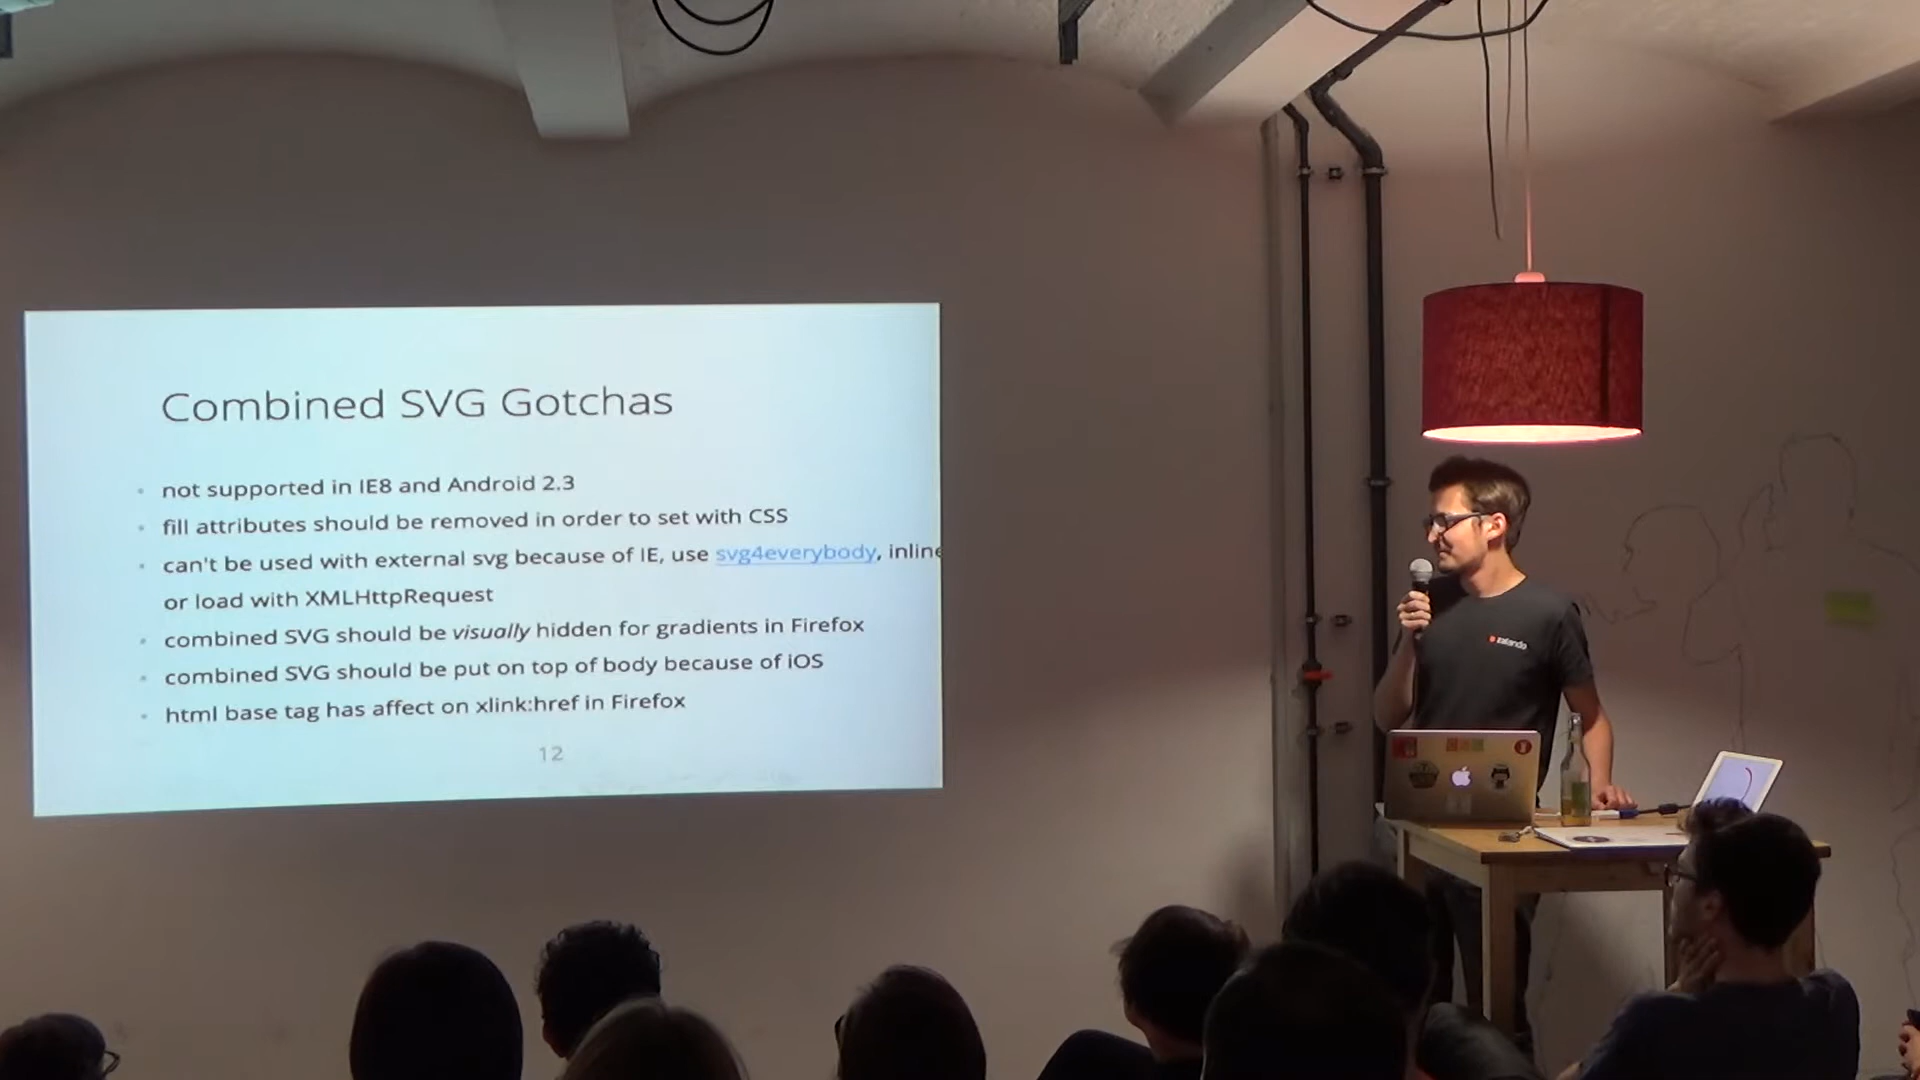 Combined SVG Gotchas
not supported in IE8 and Android 2.3
fill attributes should be removed in order to set with CSS
can't be used with external svg because of IE, use svg4everybody, inline
or load with XMLHttpRequest
combined SVG should be visually hidden for gradients in Firefox
combined SVG should be put on top of body because of iOS
html base tag has affect on xlink:href in Firefox
12
zalando